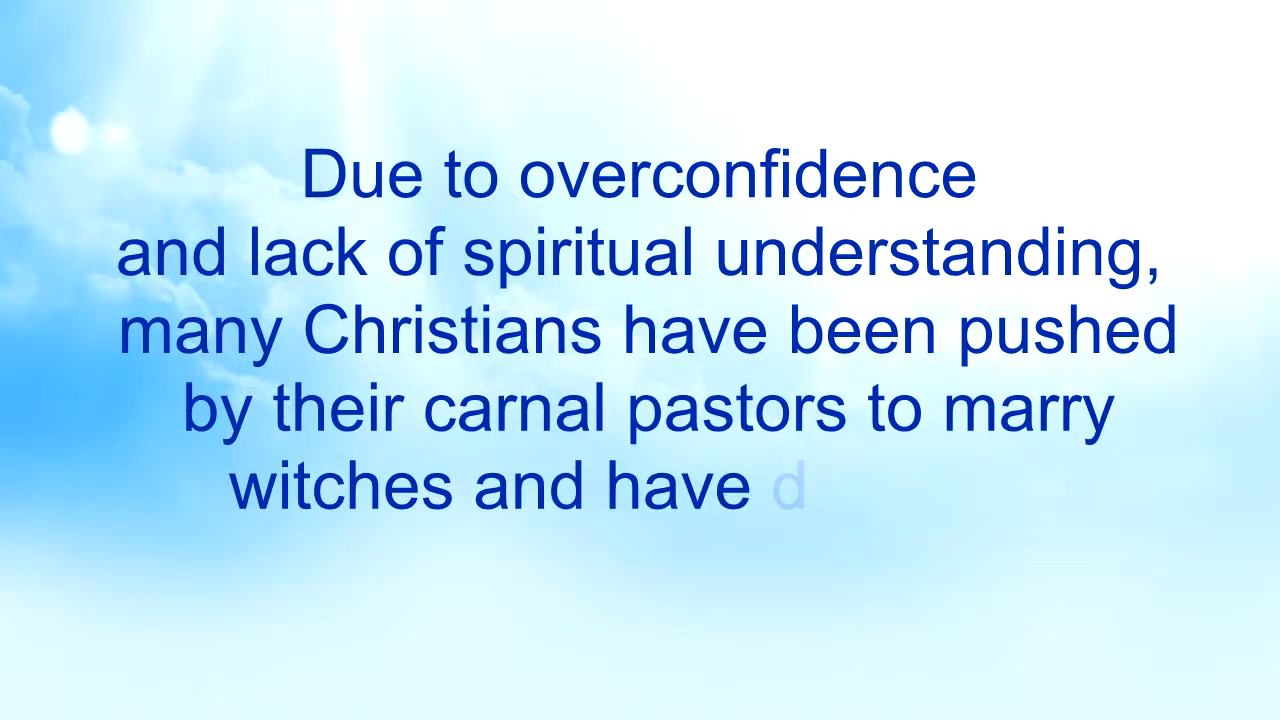 Due to overconfidence
and lack of spiritual understanding,
many Christians have been pushed
by their carnal pastors to marry
witches and have d